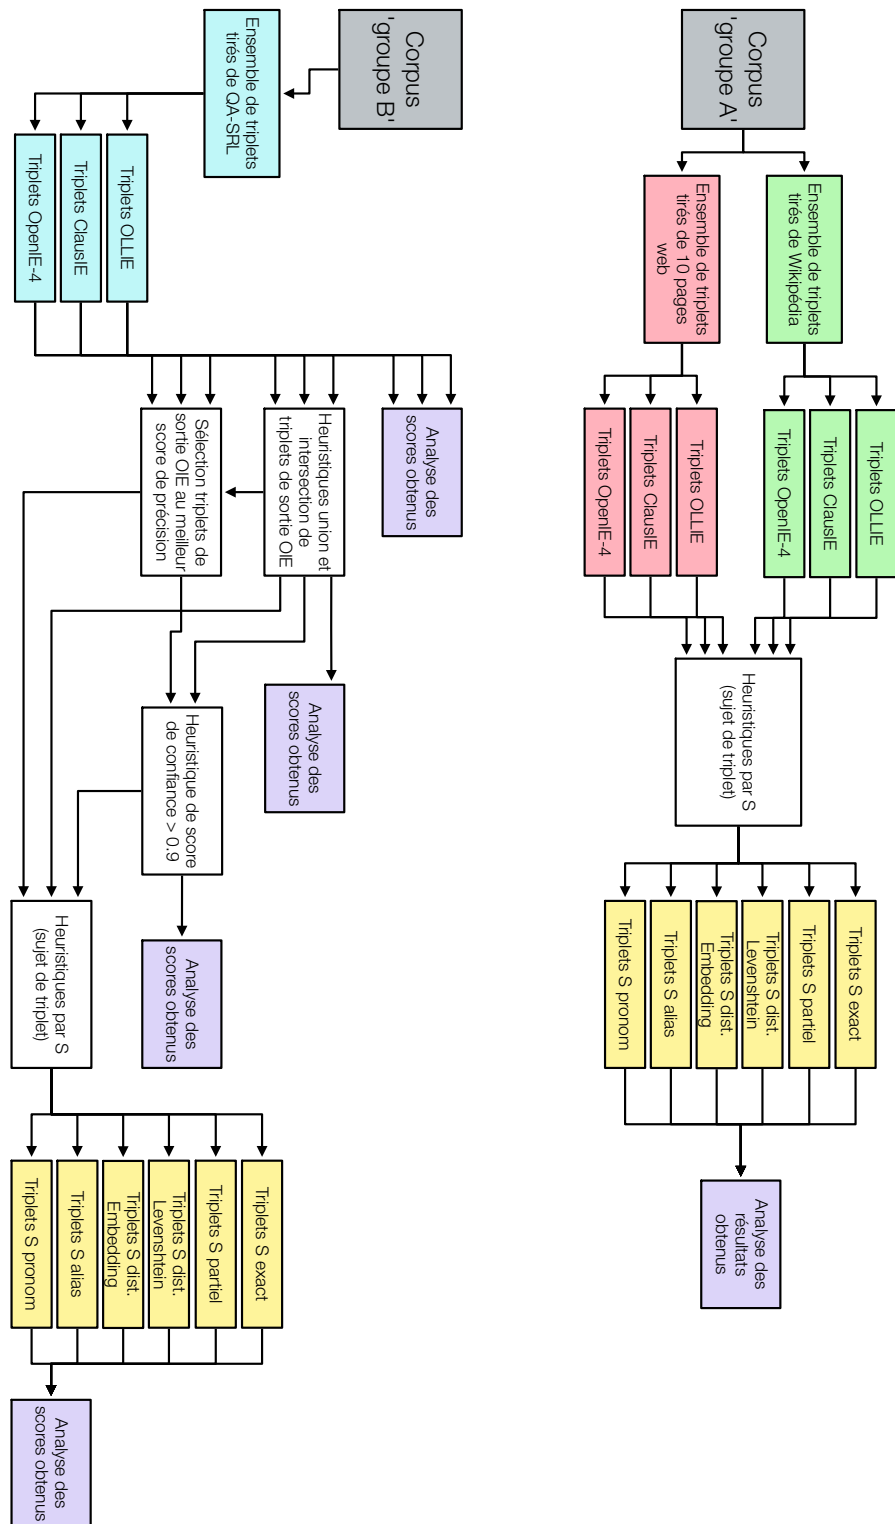 Corpus
'groupe A'
Ensemble de triplets
tirés de Wikipédia
Ensemble de triplets
tirés de 10 pages
web
Triplets OLLIE
Triplets ClausIE
Triplets OpenIE-4
Triplets OLLIE
Triplets ClausIE
Triplets OpenIE-4
Heuristiques par S
(sujet de triplet)
Triplets S exact
Triplets S partiel
Triplets S dist.
Levenshtein
Triplets S dist.
Embedding
Triplets S alias
Triplets S pronom
Analyse des
résultats
obtenus
Corpus
'groupe B'
Ensemble de triplets
tirés de QA-SRL
Triplets OLLIE
Triplets ClausIE
Triplets OpenIE-4
Analyse des
scores obtenus
Heuristiques union et
intersection de
triplets de sortie OIE
Sélection triplets de
sortie OIE au meilleur
score de précision
Analyse des
scores obtenus
Heuristique de score
de confiance > 0.9
Analyse des
scores obtenus
Heuristiques par S
(sujet de triplet)
Triplets S exact
Triplets S partiel
Triplets S dist.
Levenshtein
Triplets S dist.
Embedding
Triplets S alias
Triplets S pronom
Analyse des
scores obtenus